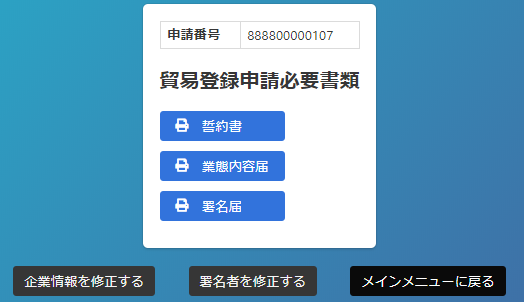 申請番号 888800000107
貿易登録申請必要書類
誓約書
業態内容届
署名届
企業情報を修正する 署名者を修正する メインメニューに戻る